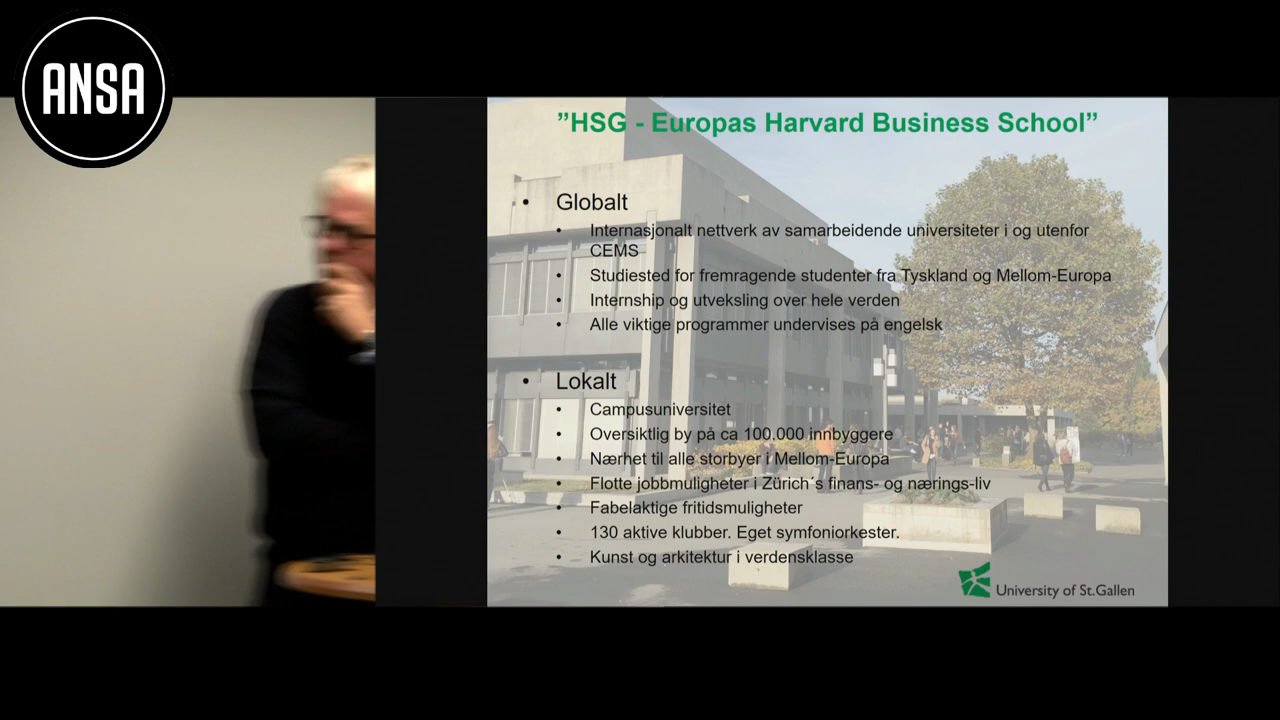 ANSA
”HSG - Europas Harvard Business School”
• Globalt
• Internasjonalt nettverk av samarbeidende universiteter i og utenfor
CEMS
• Studiested for fremragende studenter fra Tyskland og Mellom-Europa
• Internship og utveksling over hele verden
• Alle viktige programmer undervises på engelsk
• Lokalt
• Campusuniversitet
• Oversiktlig by på ca 100.000 innbyggere
• Nærhet til alle storbyer i Mellom-Europa
• Flotte jobbmuligheter i Zürich´s finans- og nærings-liv
• Fabelaktige fritidsmuligheter
• 130 aktive klubber. Eget symfoniorkester.
• Kunst og arkitektur i verdensklasse
University of St.Gallen